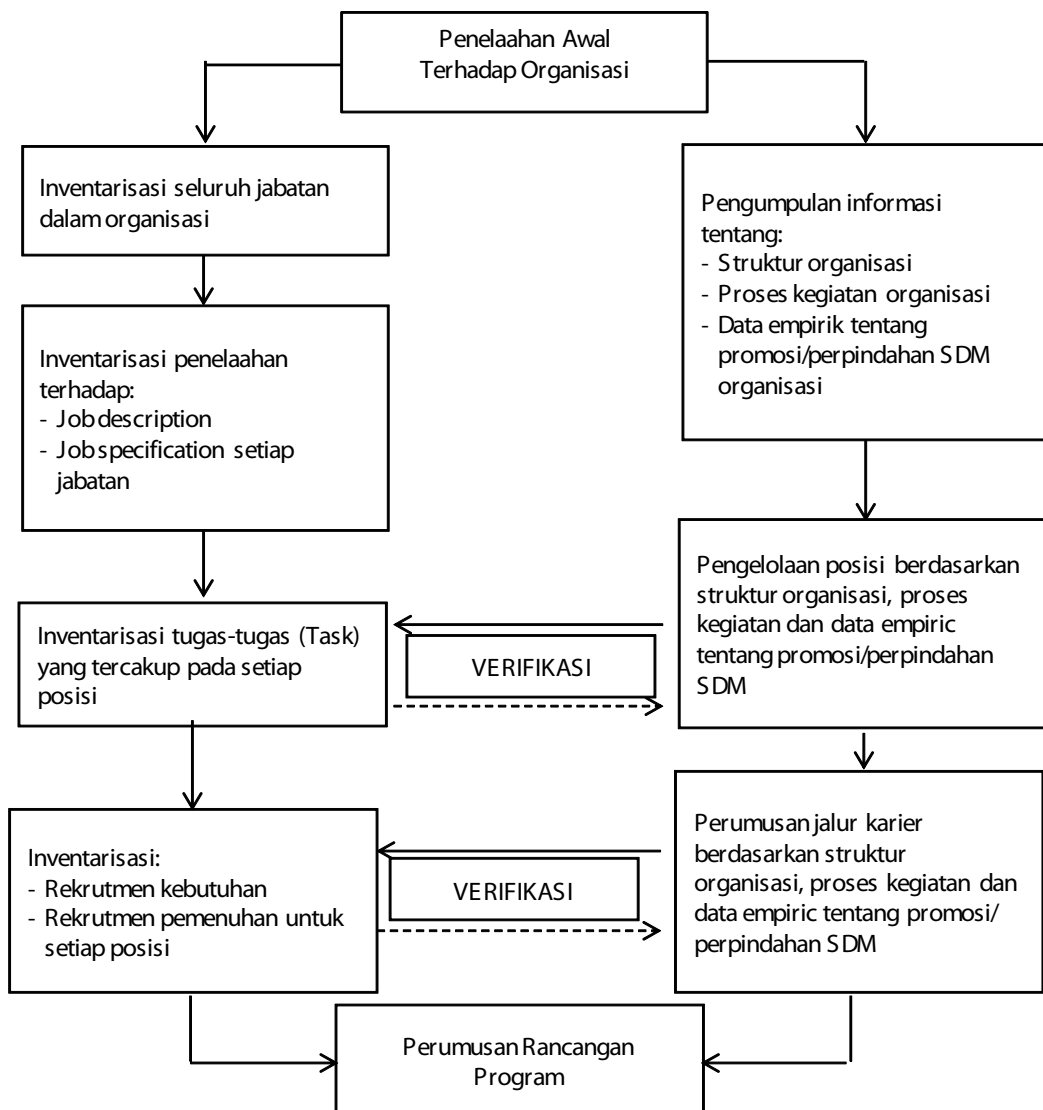 Penelaahan Awal
Terhadap Organisasi
Inventarisasi seluruh jabatan
dalam organisasi
Pengumpulan informasi
tentang:
- Struktur organisasi
- Proses kegiatan organisasi
- Data empirik tentang
promosi/perpindahan SDM
organisasi
Inventarisasi penelaahan
terhadap:
- Job description
- Job specification setiap
jabatan
Pengelolaan posisi berdasarkan
struktur organisasi, proses
kegiatan dan data empiric
tentang promosi/perpindahan
SDM
Inventarisasi tugas-tugas (Task)
yang tercakup pada setiap
posisi
VERIFIKASI
Perumusan jalur karier
berdasarkan struktur
organisasi, proses kegiatan dan
data empiric tentang promosi/
perpindahan SDM
Inventarisasi:
- Rekrutmen kebutuhan
- Rekrutmen pemenuhan untuk
setiap posisi
VERIFIKASI
Perumusan Rancangan
Program